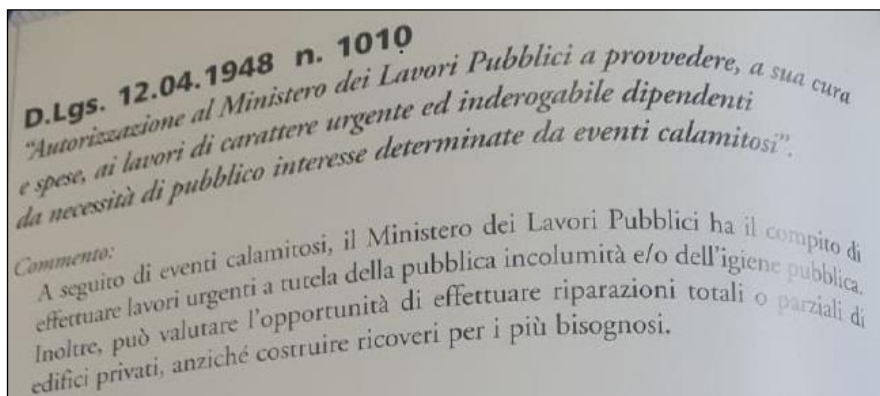 D.Lgs. 12.04.1948 n. 1010
“Autorizzazione al Ministero dei Lavori Pubblici a provvedere, a sua cura
e spese, ai lavori di carattere urgente ed inderogabile dipendenti
da necessità di pubblico interesse determinate da eventi calamitosi”.
Commento:
A seguito di eventi calamitosi, il Ministero dei Lavori Pubblici ha il compito di
effettuare lavori urgenti a tutela della pubblica incolumità e/o dell'igiene pubblica.
Inoltre, può valutare l'opportunità di effettuare riparazioni totali o parziali di
edifici privati, anziché costruire ricoveri per i più bisognosi.